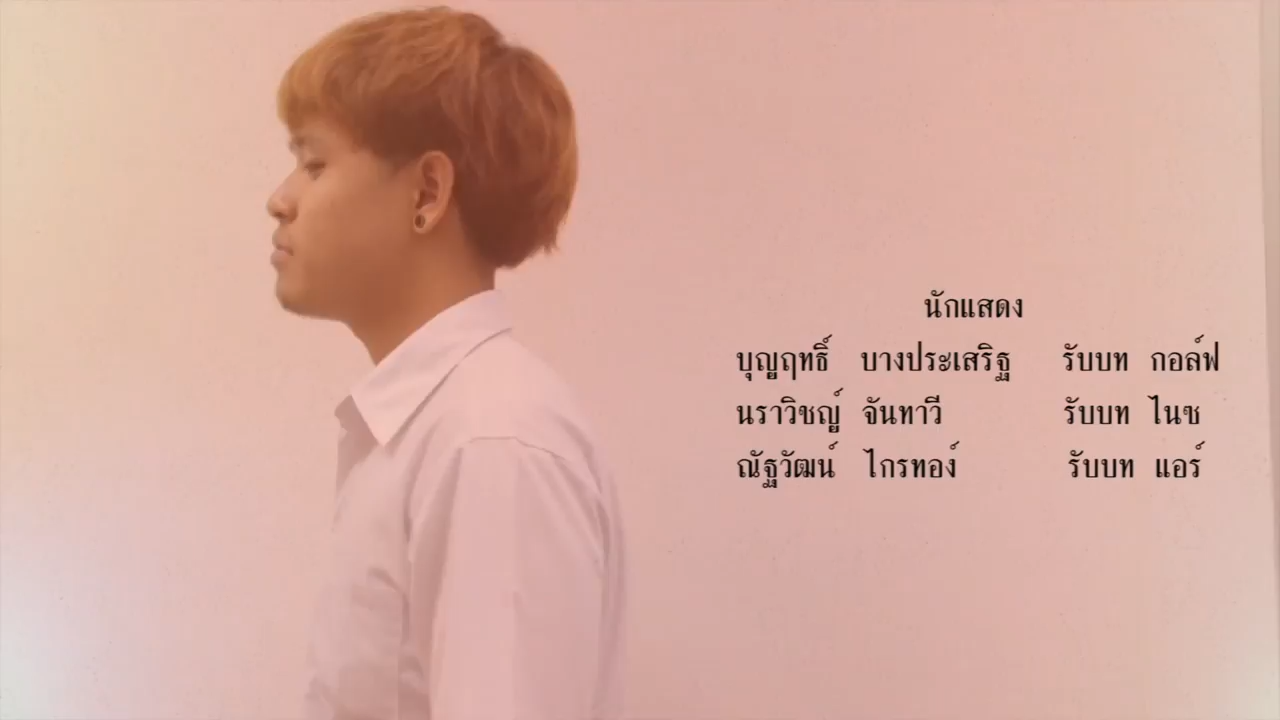 นักแสดง
บุญฤทธิ์ บางประเสริฐ รับบท กอล์ฟ
นราวิชญ์ จันทาวี รับบท ไนซ
ณัฐวัฒน์ ไกรทอง์ รับบท แอร์